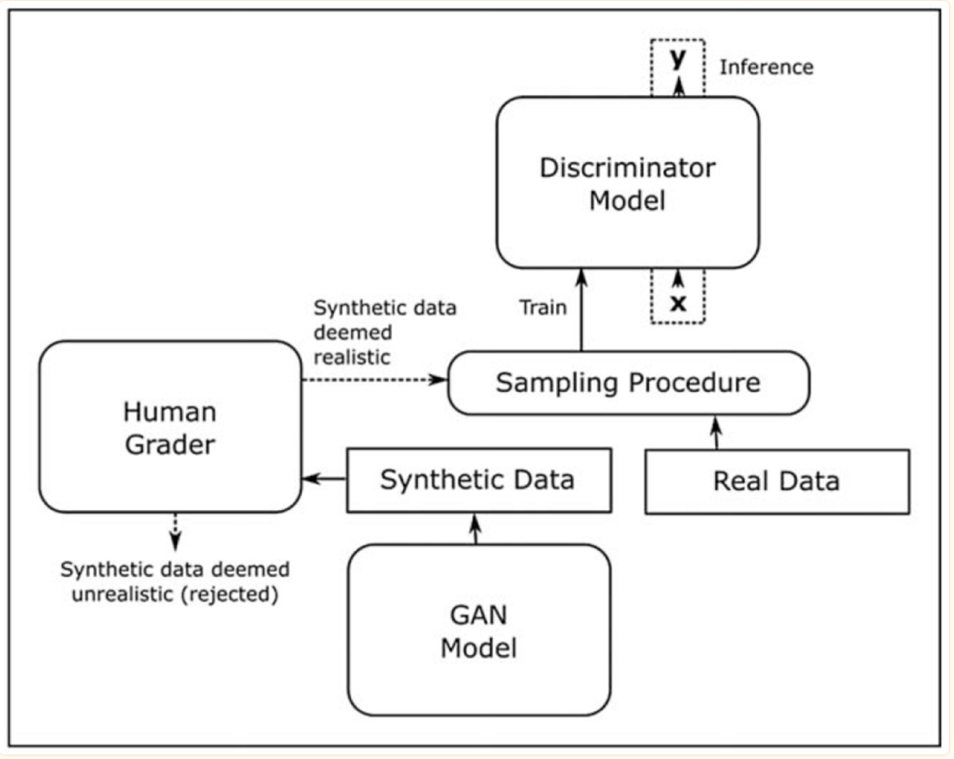 y
Inference
Discriminator
Model
x
Train
Synthetic data
deemed
realistic
Sampling Procedure
Human
Grader
Synthetic Data
Real Data
Synthetic data deemed
unrealistic (rejected)
GAN
Model